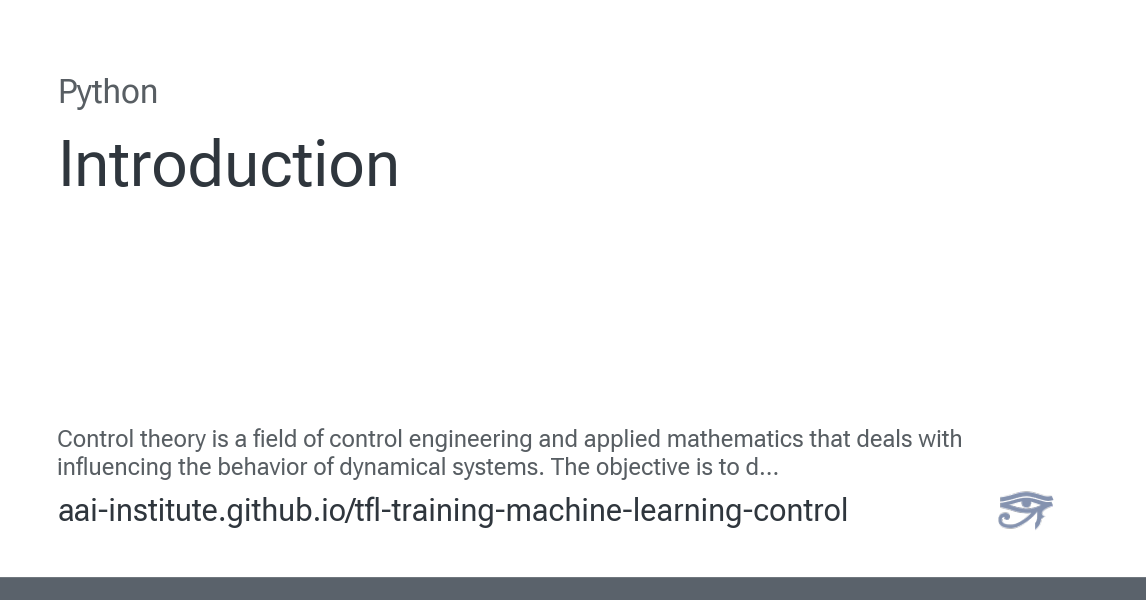 Python
Introduction
Control theory is a field of control engineering and applied mathematics that deals with
influencing the behavior of dynamical systems. The objective is to d...
aai-institute.github.io/tfl-training-machine-learning-control